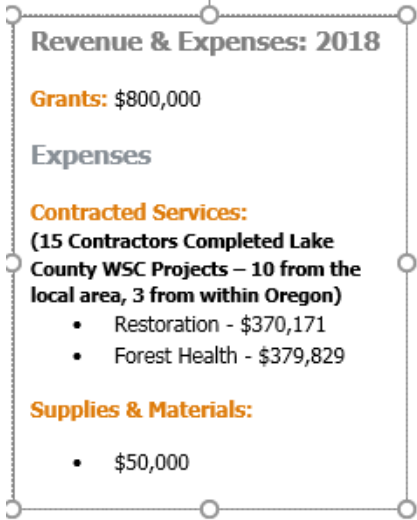 Revenue & Expenses: 2018
Grants: $800,000
Expenses
Contracted Services:
(15 Contractors Completed Lake
County WSC Projects – 10 from the
local area, 3 from within Oregon)
• Restoration - $370,171
• Forest Health - $379,829
Supplies & Materials:
• $50,000